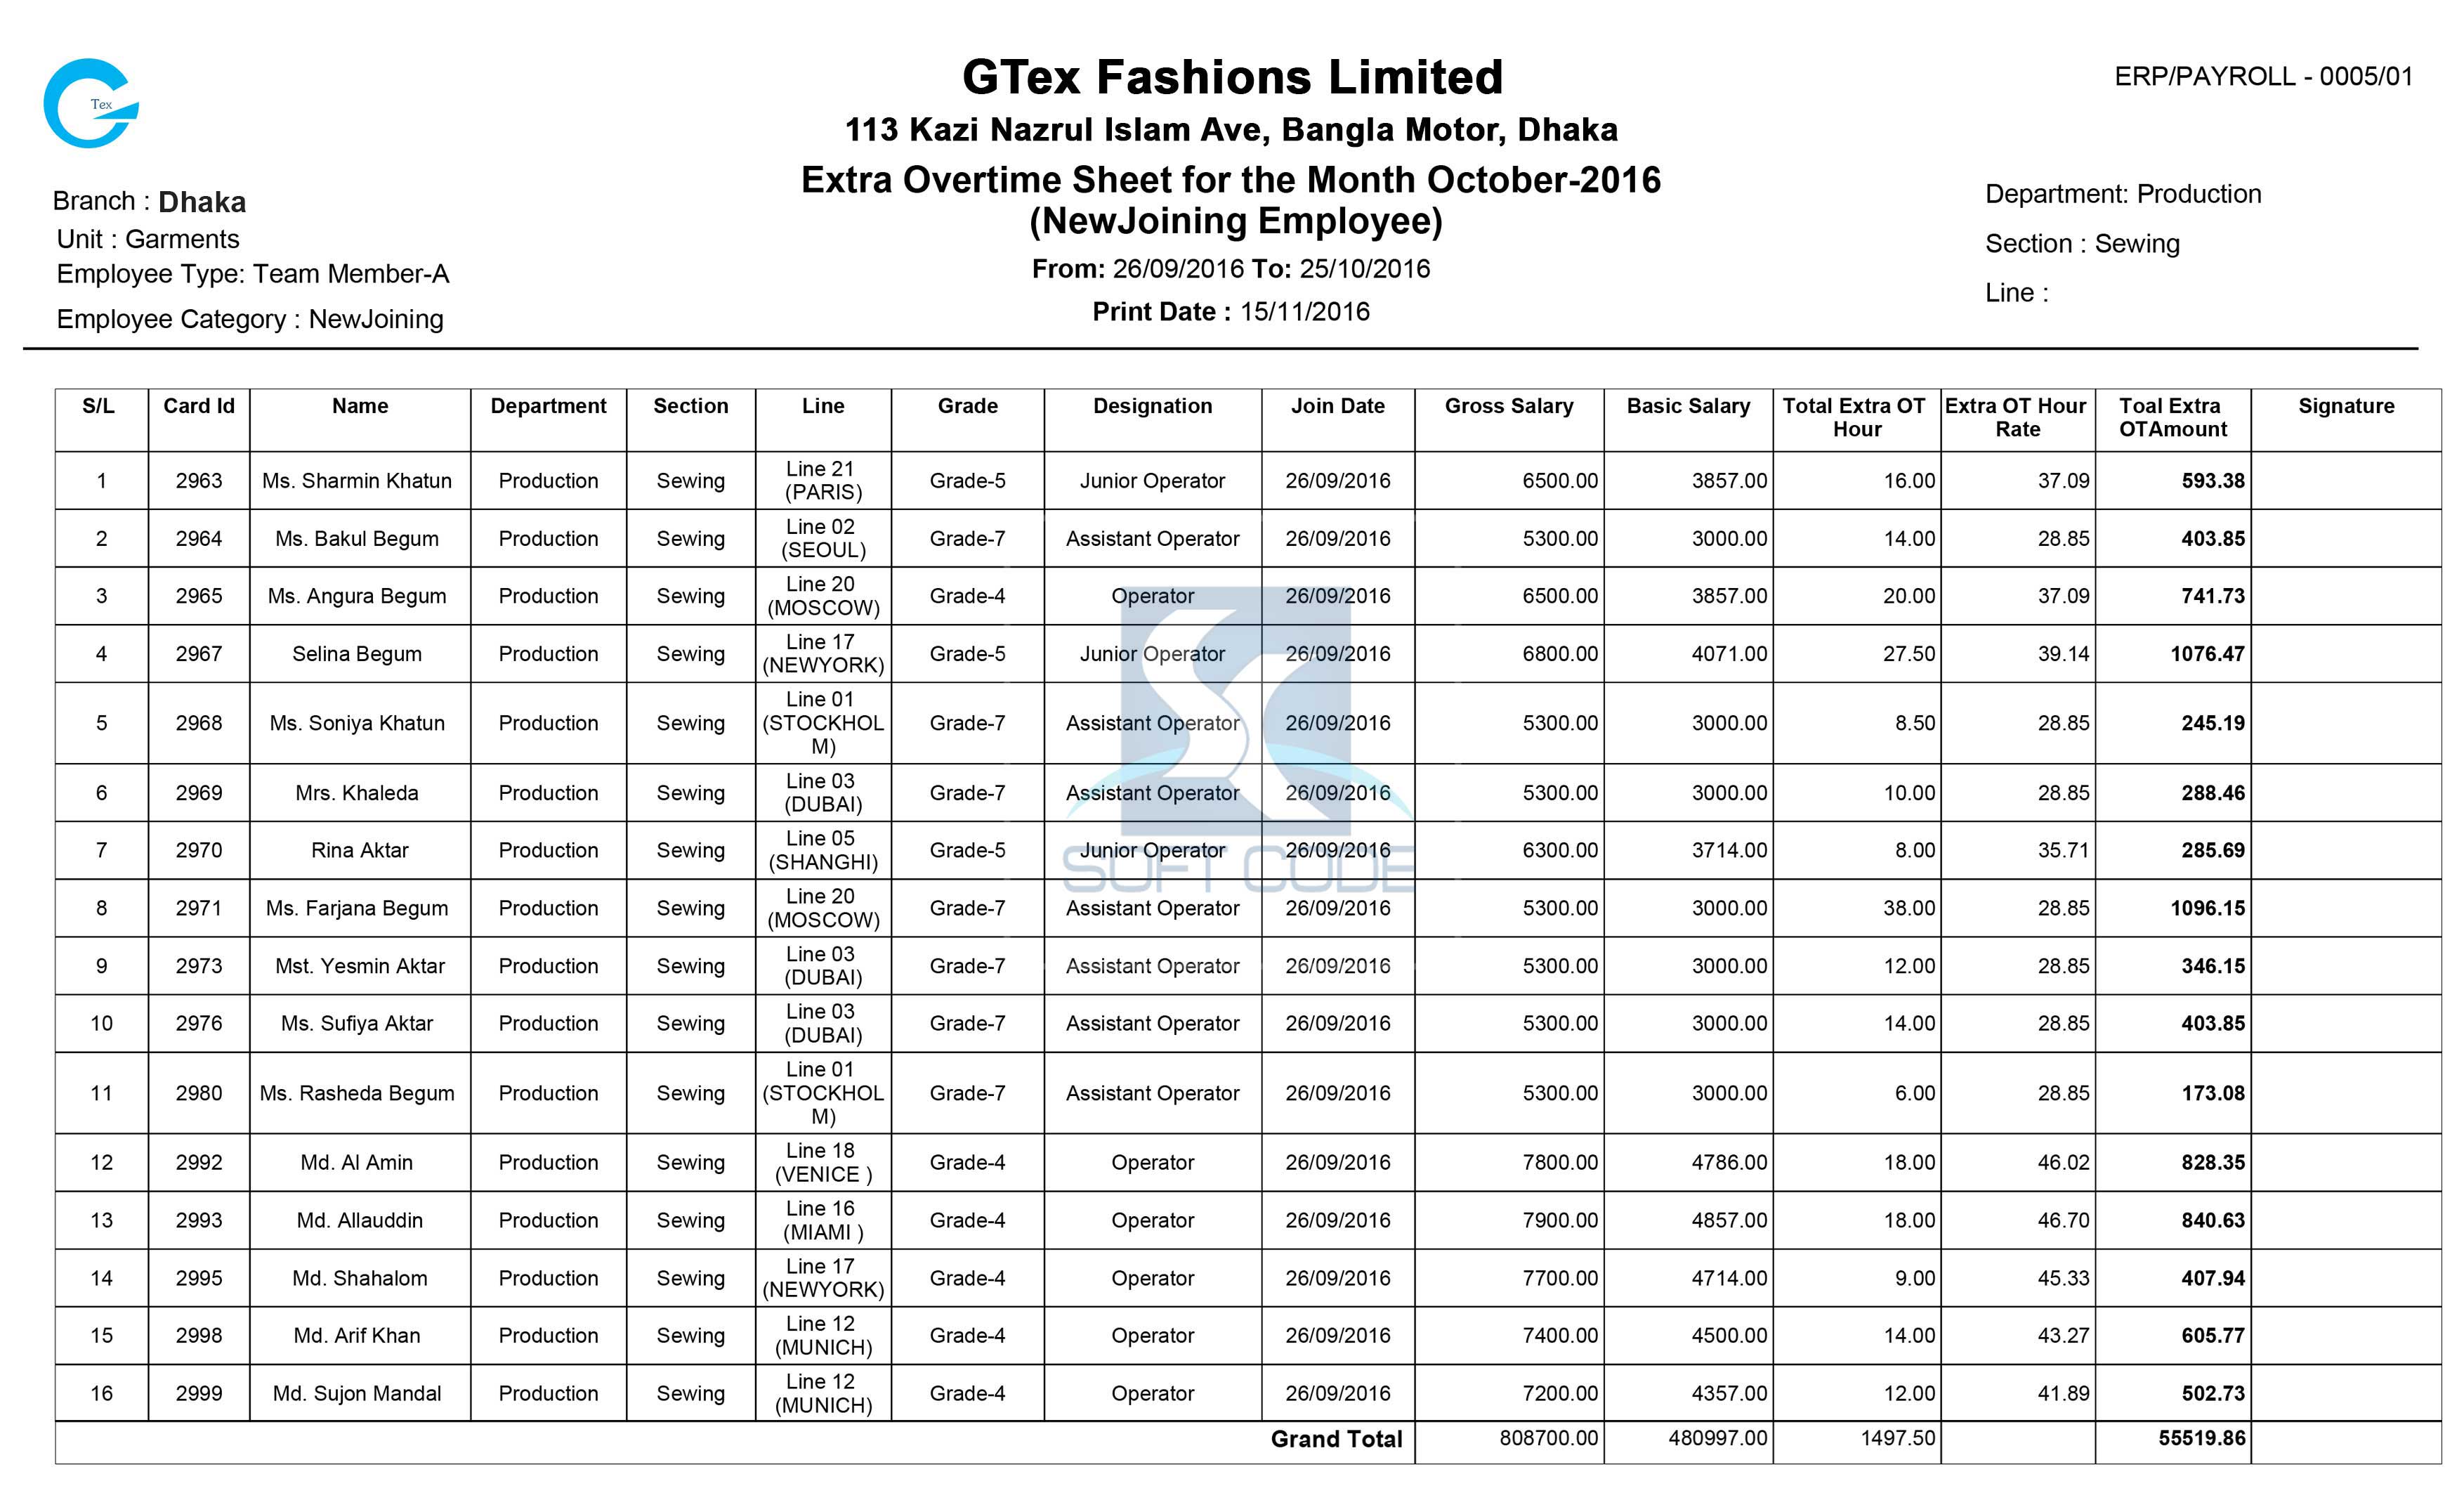 Tex
GTex Fashions Limited
ERP/PAYROLL - 0005/01
113 Kazi Nazrul Islam Ave, Bangla Motor, Dhaka
Extra Overtime Sheet for the Month October-2016
(NewJoining Employee)
From: 26/09/2016 To: 25/10/2016
Print Date : 15/11/2016
Branch : Dhaka
Unit : Garments
Employee Type: Team Member-A
Employee Category : NewJoining
Department: Production
Section : Sewing
Line :
S/L Card Id Name Department Section Line Grade Designation Join Date Gross Salary Basic Salary Total Extra OT Hour Extra OT Hour Rate Toal Extra OTAmount Signature
1 2963 Ms. Sharmin Khatun Production Sewing Line 21 (PARIS) Grade-5 Junior Operator 26/09/2016 6500.00 3857.00 16.00 37.09 593.38
2 2964 Ms. Bakul Begum Production Sewing Line 02 (SEOUL) Grade-7 Assistant Operator 26/09/2016 5300.00 3000.00 14.00 28.85 403.85
3 2965 Ms. Angura Begum Production Sewing Line 20 (MOSCOW) Grade-4 Operator 26/09/2016 6500.00 3857.00 20.00 37.09 741.73
4 2967 Selina Begum Production Sewing Line 17 (NEWYORK) Grade-5 Junior Operator 26/09/2016 6800.00 4071.00 27.50 39.14 1076.47
5 2968 Ms. Soniya Khatun Production Sewing Line 01 (STOCKHOL M) Grade-7 Assistant Operator 26/09/2016 5300.00 3000.00 8.50 28.85 245.19
6 2969 Mrs. Khaleda Production Sewing Line 03 (DUBAI) Grade-7 Assistant Operator 26/09/2016 5300.00 3000.00 10.00 28.85 288.46
7 2970 Rina Aktar Production Sewing Line 05 (SHANGHI) Grade-5 Junior Operator 26/09/2016 6300.00 3714.00 8.00 35.71 285.69
SOFT CODE
8 2971 Ms. Farjana Begum Production Sewing Line 20 (MOSCOW) Grade-7 Assistant Operator 26/09/2016 5300.00 3000.00 38.00 28.85 1096.15
9 2973 Mst. Yesmin Aktar Production Sewing Line 03 (DUBAI) Grade-7 Assistant Operator 26/09/2016 5300.00 3000.00 12.00 28.85 346.15
10 2976 Ms. Sufiya Aktar Production Sewing Line 03 (DUBAI) Grade-7 Assistant Operator 26/09/2016 5300.00 3000.00 14.00 28.85 403.85
11 2980 Ms. Rasheda Begum Production Sewing Line 01 (STOCKHOL M) Grade-7 Assistant Operator 26/09/2016 5300.00 3000.00 6.00 28.85 173.08
12 2992 Md. Al Amin Production Sewing Line 18 (VENICE ) Grade-4 Operator 26/09/2016 7800.00 4786.00 18.00 46.02 828.35
13 2993 Md. Allauddin Production Sewing Line 16 (MIAMI ) Grade-4 Operator 26/09/2016 7900.00 4857.00 18.00 46.70 840.63
14 2995 Md. Shahalom Production Sewing Line 17 (NEWYORK) Grade-4 Operator 26/09/2016 7700.00 4714.00 9.00 45.33 407.94
15 2998 Md. Arif Khan Production Sewing Line 12 (MUNICH) Grade-4 Operator 26/09/2016 7400.00 4500.00 14.00 43.27 605.77
16 2999 Md. Sujon Mandal Production Sewing Line 12 (MUNICH) Grade-4 Operator 26/09/2016 7200.00 4357.00 12.00 41.89 502.73
Grand Total 808700.00 480997.00 1497.50 55519.86